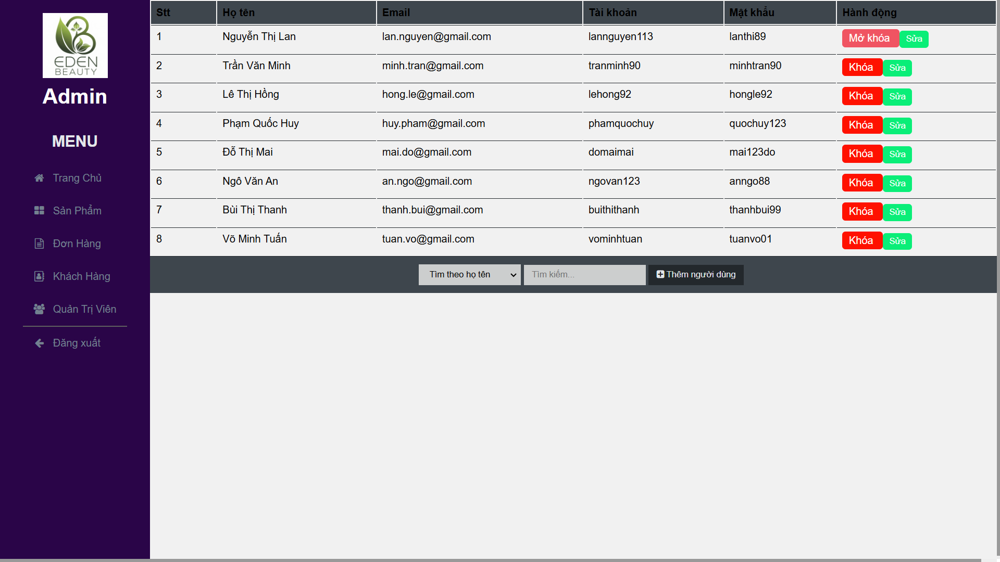 EDEN
BEAUTY
Admin
MENU
Trang Chủ
Sản Phẩm
Đơn Hàng
Khách Hàng
Quản Trị Viên
Đăng xuất
Stt Họ tên Email Tài khoản Mật khẩu Hành động
1 Nguyễn Thị Lan lan.nguyen@gmail.com lannguyen113 lanthi89 Mở khóa Sửa
2 Trần Văn Minh minh.tran@gmail.com tranminh90 minhtran90 Khóa Sửa
3 Lê Thị Hồng hong.le@gmail.com lehong92 hongle92 Khóa Sửa
4 Phạm Quốc Huy huy.pham@gmail.com phamquochuy quochuy123 Khóa Sửa
5 Đỗ Thị Mai mai.do@gmail.com domaimai mai123do Khóa Sửa
6 Ngô Văn An an.ngo@gmail.com ngovan123 anngo88 Khóa Sửa
7 Bùi Thị Thanh thanh.bui@gmail.com buithithanh thanhbui99 Khóa Sửa
8 Võ Minh Tuấn tuan.vo@gmail.com vominhtuan tuanvo01 Khóa Sửa
Tìm theo họ tên Tìm kiếm... Thêm người dùng